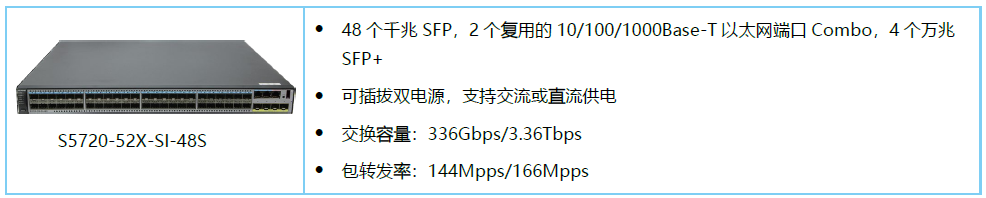 S5720-52X-SI-48S
• 48 个千兆 SFP，2 个复用的 10/100/1000Base-T 以太网端口 Combo，4 个万兆
SFP+
• 可插拔双电源，支持交流或直流供电
• 交换容量：336Gbps/3.36Tbps
• 包转发率：144Mpps/166Mpps